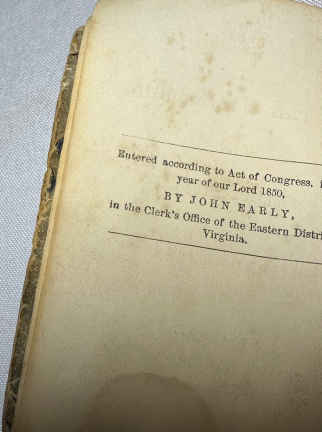 Entered according to Act of Congress, i
year of our Lord 1850,
BY JOHN EARLY,
in the Clerk's Office of the Eastern Distri
Virginia.